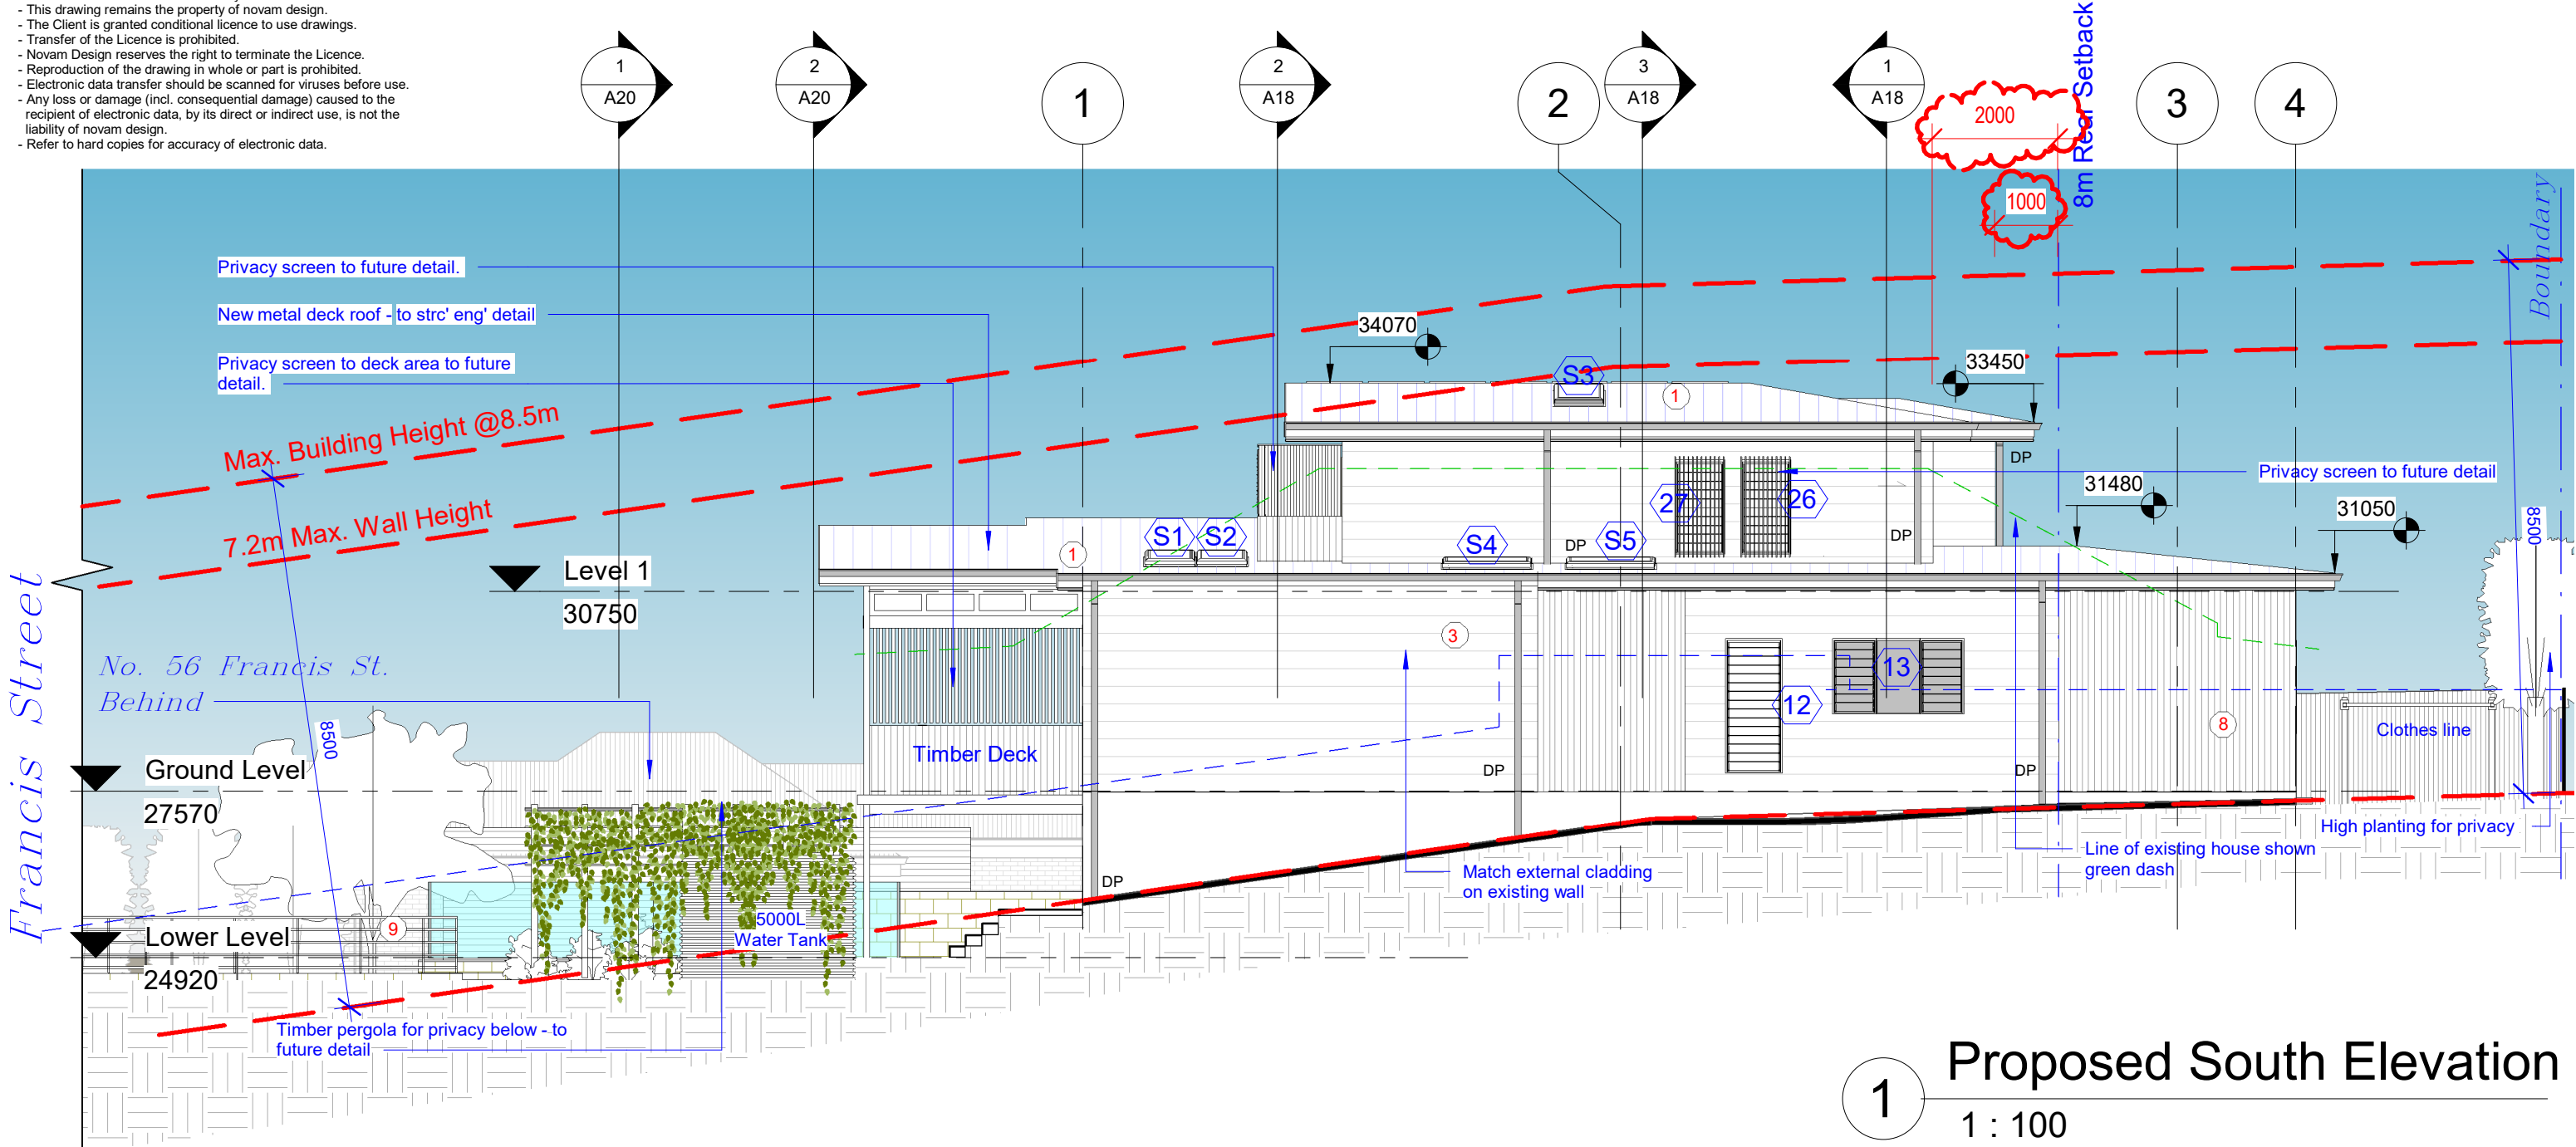 - This drawing remains the property of novam design.
- The Client is granted conditional licence to use drawings.
- Transfer of the Licence is prohibited.
- Novam Design reserves the right to terminate the Licence.
- Reproduction of the drawing in whole or part is prohibited.
- Electronic data transfer should be scanned for viruses before use.
- Any loss or damage (incl. consequential damage) caused to the
recipient of electronic data, by its direct or indirect use, is not the
liability of novam design.
- Refer to hard copies for accuracy of electronic data.
1
A20
2
A20
1
2
A18
2
3
A18
1
A18
2000
8m Rear Setback
3
4
1000
Boundary
Privacy screen to future detail.
New metal deck roof - to strc' eng' detail
Privacy screen to deck area to future
detail.
34070
33450
S3
1
Max. Building Height @8.5m
7.2m Max. Wall Height
DP
Privacy screen to future detail
27
26
31480
31050
8500
S1
S2
S4
S5
DP
DP
1
Level 1
30750
3
No. 56 Francis St.
Behind
13
12
8
Clothes line
8500
Timber Deck
DP
DP
Ground Level
27570
High planting for privacy
Line of existing house shown
green dash
Match external cladding
on existing wall
DP
Francis Street
9
5000L
Water Tank
Lower Level
24920
Timber pergola for privacy below - to
future detail
1
Proposed South Elevation
1 : 100